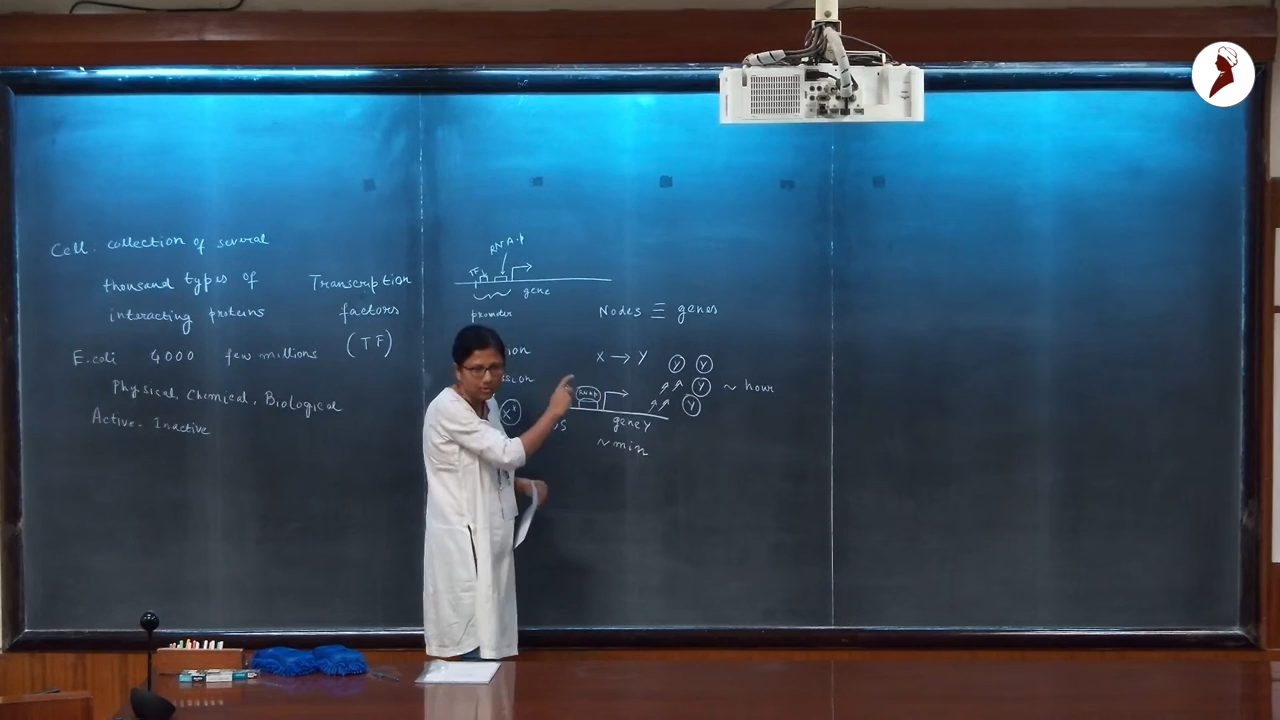 Cell. collection of several
thousand types of
interacting proteins
E.coli 4000 few millions
Physical, Chemical, Biological
Active. Inactive
Transcription
factors
(TF)
RNA-p
TF
gene
promoter
Nodes ≡ genes
X → Y
Y Y
Y ~ hour
Y
X*
RNAp
gene Y
~ min